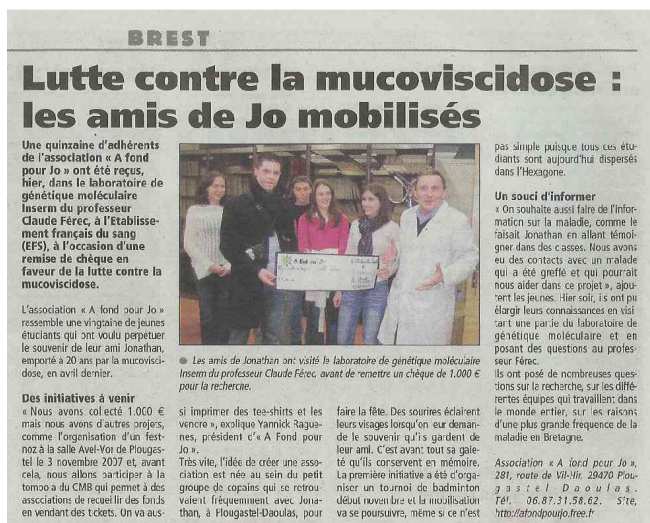 BREST
Lutte contre la mucoviscidose :
les amis de Jo mobilisés
Une quinzaine d'adhérents
de l'association « A fond
pour Jo » ont été reçus,
hier, dans le laboratoire de
génétique moléculaire
Inserm du professeur
Claude Férec, à l'Etablisse-
ment français du sang
(EFS), à l'occasion d'une
remise de chèque en
faveur de la lutte contre la
mucoviscidose.
L'association « A fond pour Jo »
rassemble une vingtaine de jeunes
étudiants qui ont voulu perpétuer
le souvenir de leur ami Jonathan,
emporté à 20 ans par la mucovisci-
dose, en avril dernier.
Des initiatives à venir
« Nous avons collecté 1.000 €
mais nous avons d'autres projets,
comme l'organisation d'un fest-
noz à la salle Avel-Vor de Plougas-
tel le 3 novembre 2007 et, avant
cela, nous allons participer à la
tombola du CMB qui permet à des
associations de recueillir des fonds
en vendant des tickets. On va aus-
A fond pour Jo
● Les amis de Jonathan ont visité le laboratoire de génétique moléculaire
Inserm du professeur Claude Férec, avant de remettre un chèque de 1.000 €
pour la recherche.
si imprimer des tee-shirts et les
vendre », explique Yannick Rague-
nes, président d'« A Fond pour
Jo ».
Très vite, l'idée de créer une asso-
ciation est née au sein du petit
groupe de copains qui se retrou-
vaient fréquemment avec Jona-
than, à Plougastel-Daoulas, pour
faire la fête. Des sourires éclairent
leurs visages lorsqu'on leur deman-
de le souvenir qu'ils gardent de
leur ami. C'est avant tout sa gaie-
té qu'ils conservent en mémoire.
La première initiative a été d'orga-
niser un tournoi de badminton
début novembre et la mobilisation
va se poursuivre, même si ce n'est
pas simple puisque tous ces étu-
diants sont aujourd'hui dispersés
dans l'Hexagone.
Un souci d'informer
« On souhaite aussi faire de l'infor-
mation sur la maladie, comme le
faisait Jonathan en allant témoi-
gner dans des classes. Nous avons
eu des contacts avec un malade
qui a été greffé et qui pourrait
nous aider dans ce projet », ajou-
tent les jeunes. Hier soir, ils ont pu
élargir leurs connaissances en visi-
tant une partie du laboratoire de
génétique moléculaire et en
posant des questions au profes-
seur Férec.
Ils ont posé de nombreuses ques-
tions sur la recherche, sur les diffé-
rentes équipes qui travaillent dans
le monde entier, sur les raisons
d'une plus grande fréquence de la
maladie en Bretagne.
Association « A fond pour Jo »,
281, route de Vil-Hir, 29470 Plou-
gastel Daoulas.
Tél. 06.87.31.58.62. Site,
http://afondpourjo.free.fr